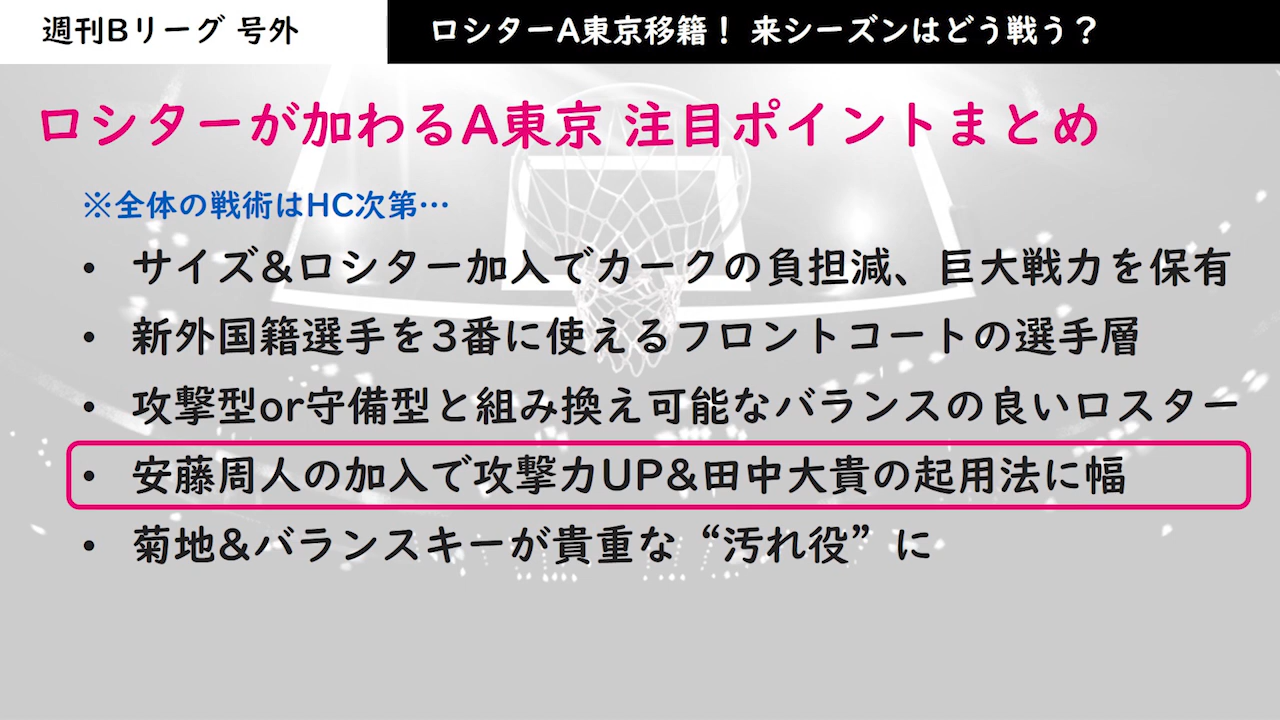 週刊Bリーグ 号外
ロシターA東京移籍！ 来シーズンはどう戦う？
ロシターが加わるA東京 注目ポイントまとめ
※全体の戦術はHC次第…
• サイズ&ロシター加入でカークの負担減、巨大戦力を保有
• 新外国籍選手を3番に使えるフロントコートの選手層
• 攻撃型or守備型と組み換え可能なバランスの良いロスター
• 安藤周人の加入で攻撃力UP&田中大貴の起用法に幅
• 菊地&バランスキーが貴重な“汚れ役”に